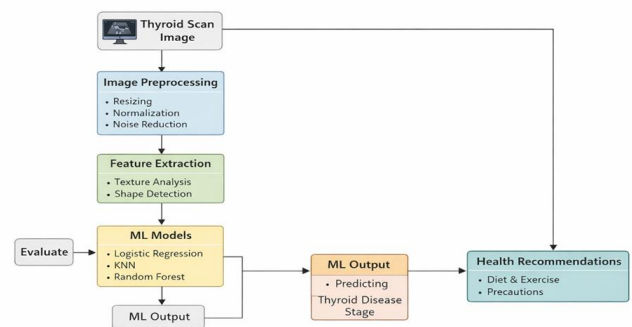 Thyroid Scan
Image
Image Preprocessing
• Resizing
• Normalization
• Noise Reduction
Feature Extraction
• Texture Analysis
• Shape Detection
Evaluate
ML Models
• Logistic Regression
• KNN
• Random Forest
ML Output
ML Output
• Predicting
Thyroid Disease
Stage
Health Recommendations
• Diet & Exercise
• Precautions